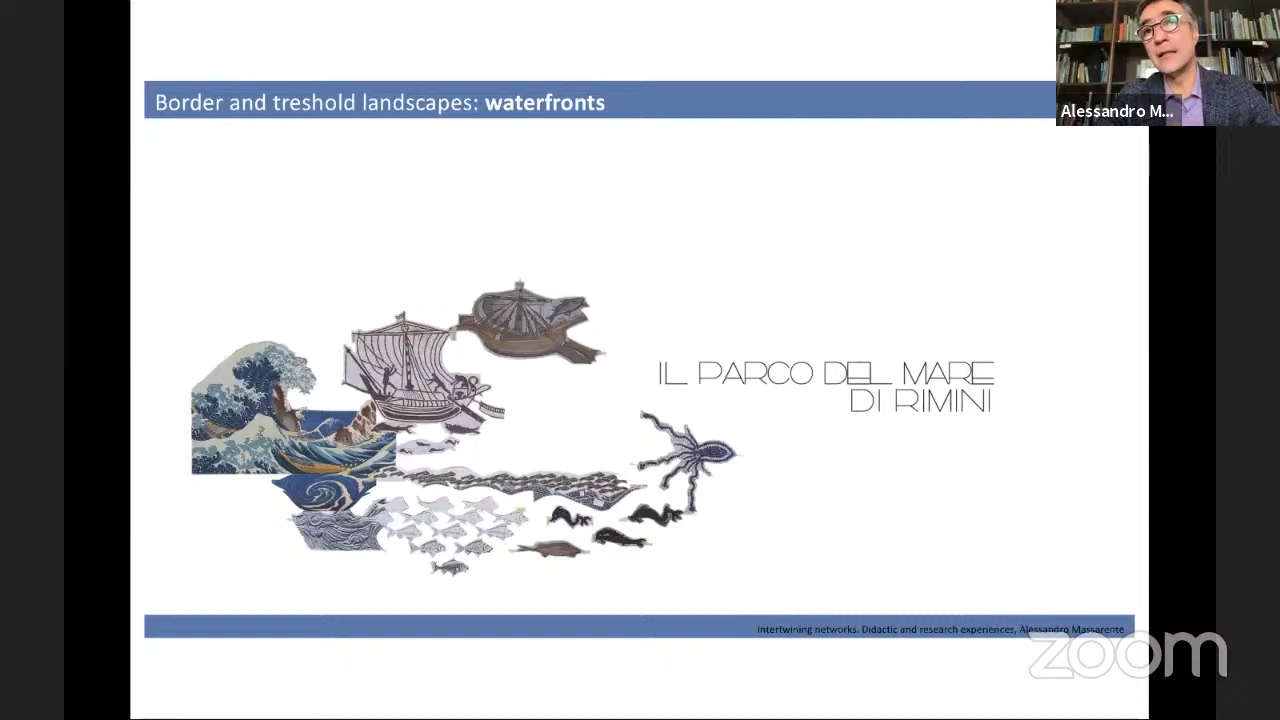 Border and treshold landscapes: waterfronts
Alessandro M...
IL PARCO DEL MARE
DI RIMINI
Intertwining networks. Didactic and research experiences, Alessandro Massarente
zoom